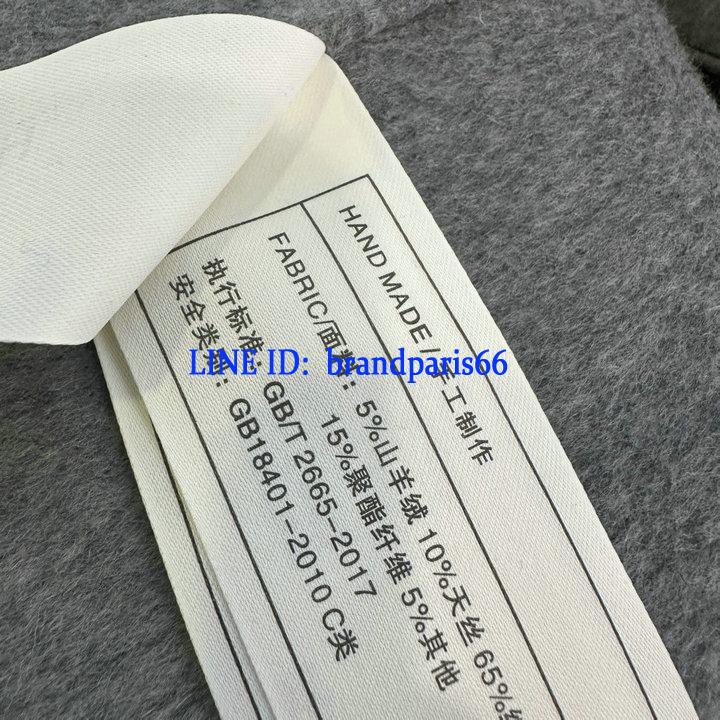 HAND MADE / 手工制作
FABRIC/面料：5%山羊绒 10%天丝 65%
15%聚酯纤维 5%其他
执行标准：GB/T 2665-2017
安全类别：GB18401-2010 C类
LINE ID: brandparis66